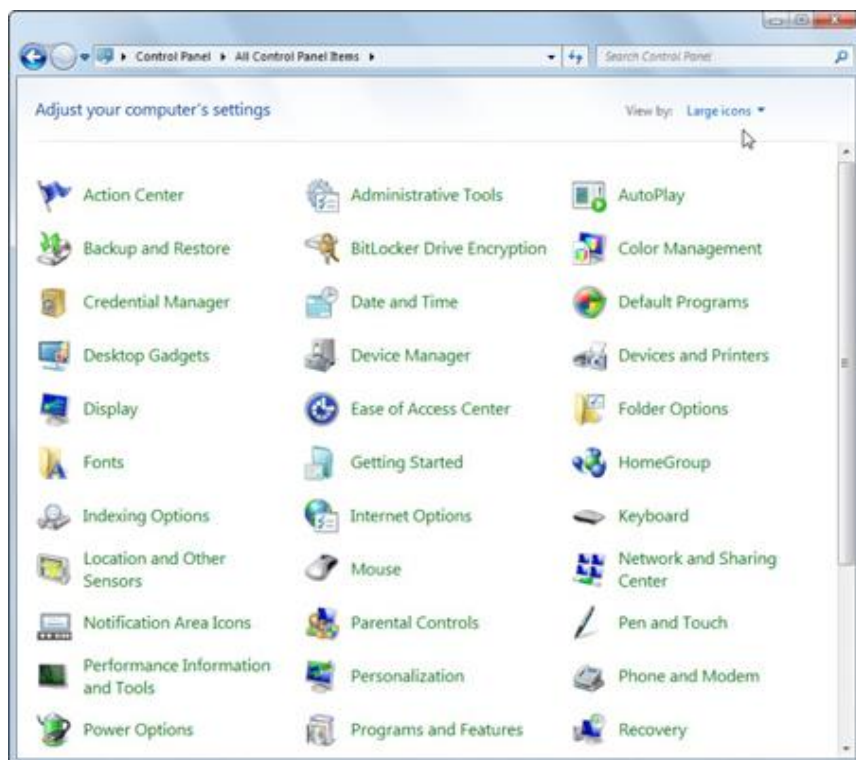 Control Panel ▸ All Control Panel Items ▸
Search Control Panel
Adjust your computer's settings
View by: Large icons
Action Center
Administrative Tools
AutoPlay
Backup and Restore
BitLocker Drive Encryption
Color Management
Credential Manager
Date and Time
Default Programs
Desktop Gadgets
Device Manager
Devices and Printers
Display
Ease of Access Center
Folder Options
Fonts
Getting Started
HomeGroup
Indexing Options
Internet Options
Keyboard
Location and Other
Sensors
Mouse
Network and Sharing
Center
Notification Area Icons
Parental Controls
Pen and Touch
Performance Information
and Tools
Personalization
Phone and Modem
Power Options
Programs and Features
Recovery